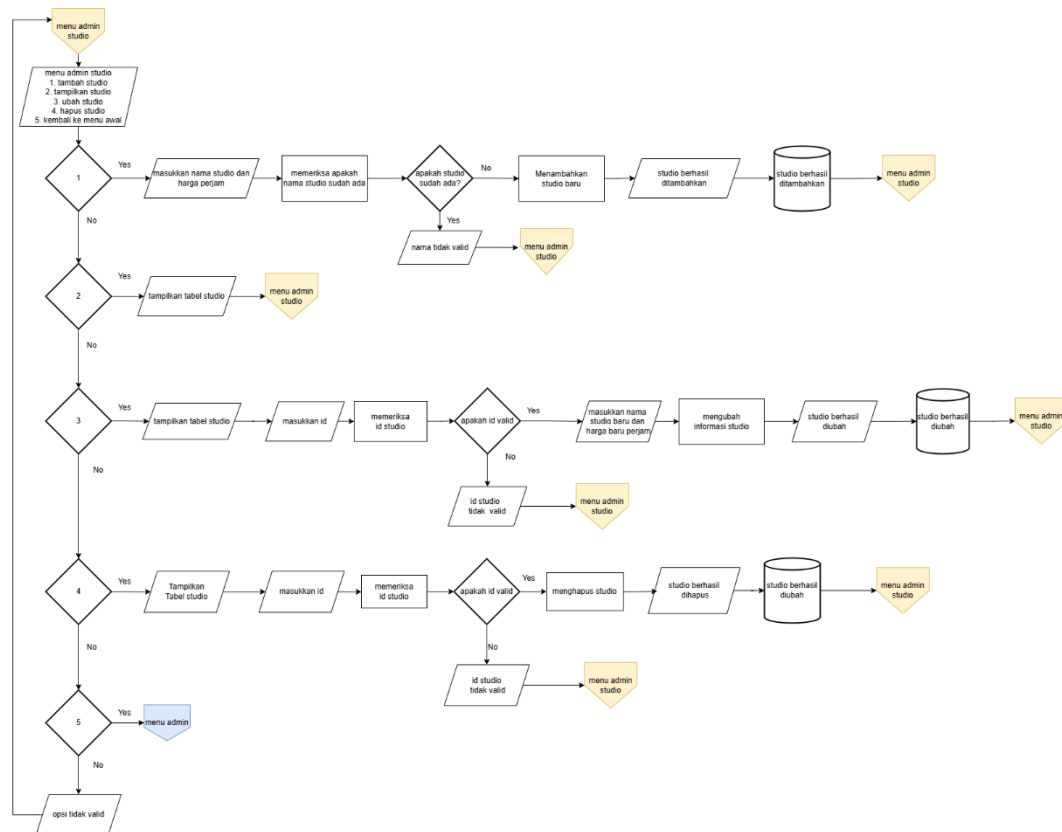 menu admin
studio
menu admin studio
1. tambah studio
2. tampilkan studio
3. ubah studio
4. hapus studio
5. kembali ke menu awal
1
Yes
masukkan nama studio dan
harga perjam
memeriksa apakah
nama studio sudah ada
apakah studio
sudah ada?
No
Menambahkan
studio baru
studio berhasil
ditambahkan
studio berhasil
ditambahkan
menu admin
studio
Yes
nama tidak valid
menu admin
studio
No
2
Yes
tampilkan tabel studio
menu admin
studio
No
3
Yes
tampilkan tabel studio
masukkan id
memeriksa
id studio
apakah id valid
Yes
masukkan nama
studio baru dan
harga baru perjam
mengubah
informasi studio
studio berhasil
diubah
studio berhasil
diubah
menu admin
studio
No
id studio
tidak valid
menu admin
studio
No
4
Yes
Tampilkan
Tabel studio
masukkan id
memeriksa
id studio
apakah id valid
Yes
menghapus studio
studio berhasil
dihapus
studio berhasil
diubah
menu admin
studio
No
id studio
tidak valid
menu admin
studio
No
5
Yes
menu admin
No
opsi tidak valid